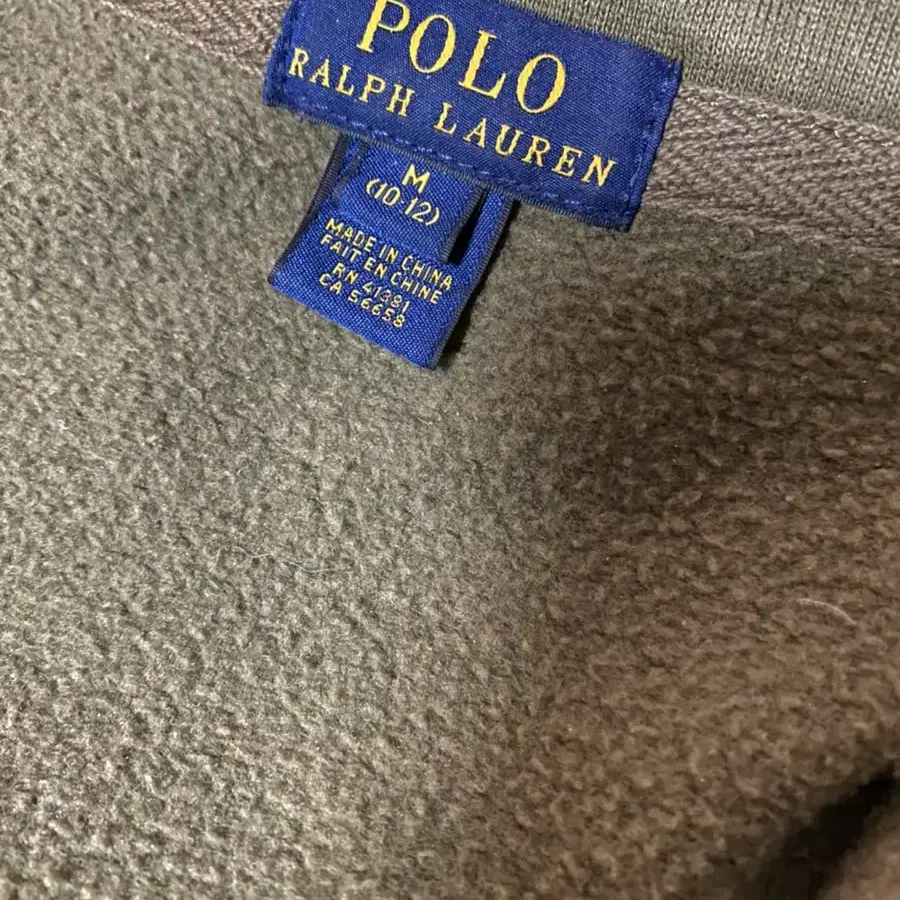 POLO
RALPH LAUREN
M
(10-12)
MADE IN CHINA
FAIT EN CHINE
RN 41381
CA 56658